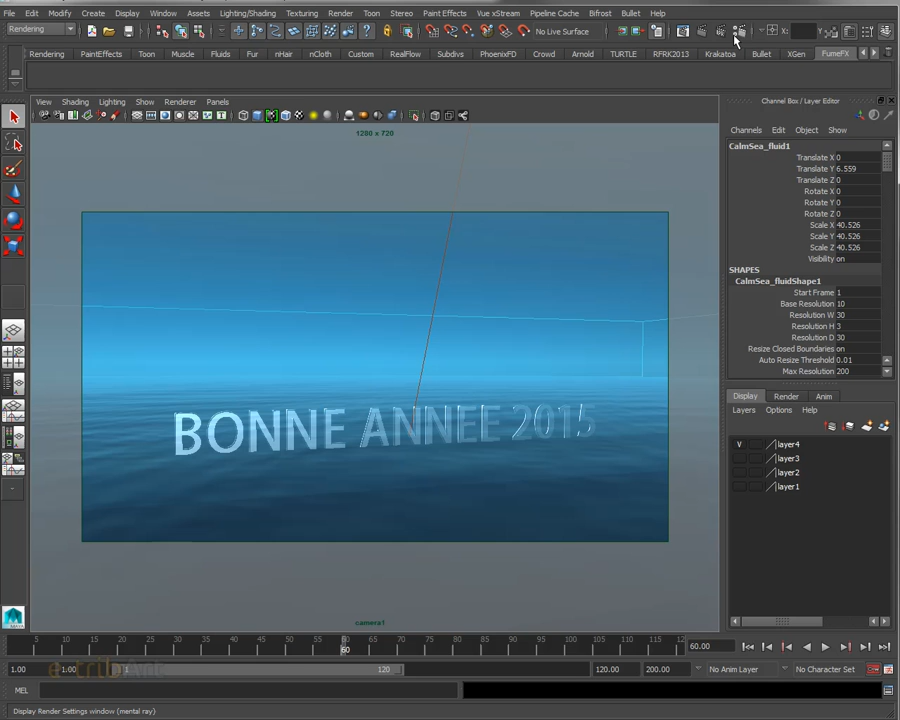 File Edit Modify Create Display Window Assets Lighting/Shading Texturing Render Toon Stereo Paint Effects Vue xStream Pipeline Cache Bifrost Bullet Help
Rendering No Live Surface X: Y:
Rendering PaintEffects Toon Muscle Fluids Fur nHair nCloth Custom RealFlow Subdivs PhoenixFD Crowd Arnold TURTLE RFRK2013 Krakatoa Bullet XGen FumeFX
View Shading Lighting Show Renderer Panels
1280 x 720
BONNE ANNEE 2015
camera1
Channel Box / Layer Editor
Channels Edit Object Show
CalmSea_fluid1
Translate X 0
Translate Y 6.559
Translate Z 0
Rotate X 0
Rotate Y 0
Rotate Z 0
Scale X 40.526
Scale Y 40.526
Scale Z 40.526
Visibility on
SHAPES
CalmSea_fluidShape1
Start Frame 1
Base Resolution 10
Resolution W 30
Resolution H 3
Resolution D 30
Resize Closed Boundaries on
Auto Resize Threshold 0.01
Max Resolution 200
Display Render Anim
Layers Options Help
V layer4
layer3
layer2
layer1
5 10 15 20 25 30 35 40 45 50 55 60 65 70 75 80 85 90 95 100 105 110 115 12
60
60.00
1.00 1.00 1 120 120.00 200.00 No Anim Layer No Character Set
MEL
Display Render Settings window (mental ray)
MAYA